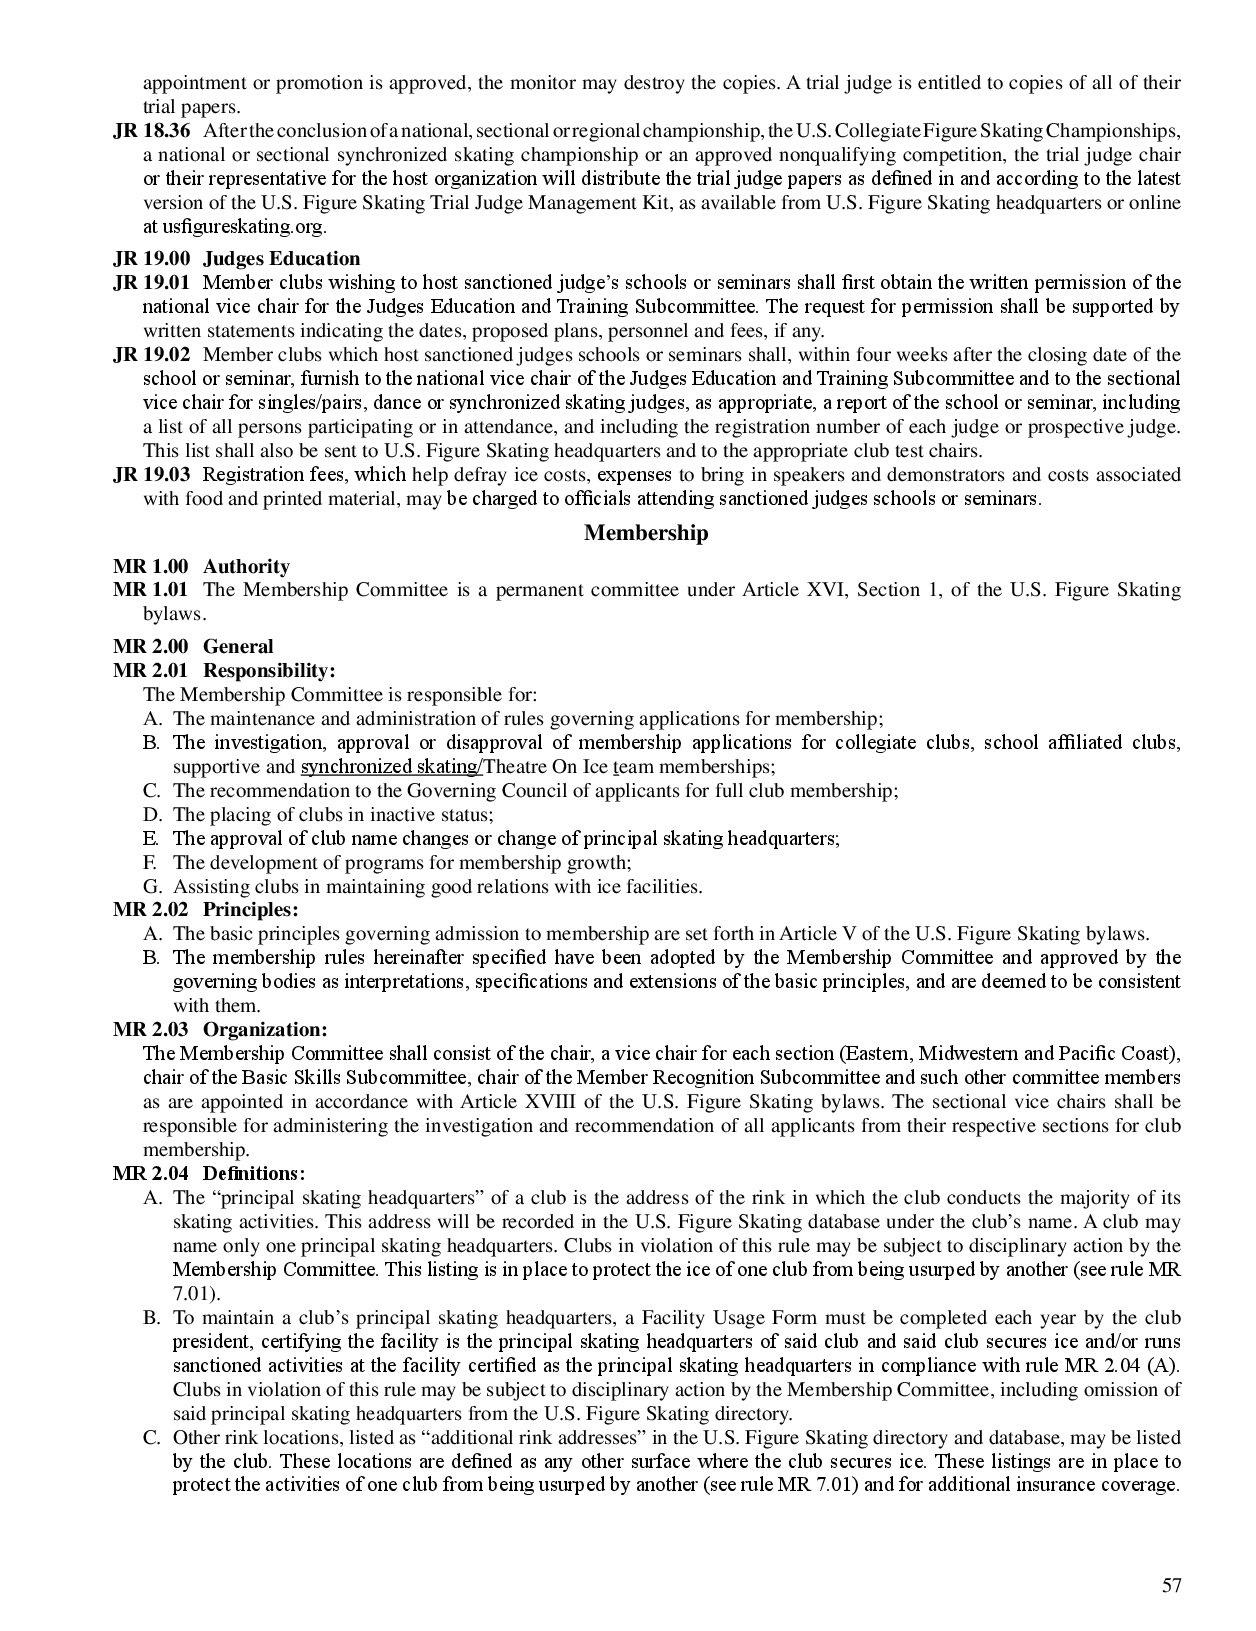 appointment or promotion is approved, the monitor may destroy the copies. A trial judge is entitled to copies of all of their
trial papers.
JR 18.36 After the conclusion of a national, sectional or regional championship, the U.S. Collegiate Figure Skating Championships,
a national or sectional synchronized skating championship or an approved nonqualifying competition, the trial judge chair
or their representative for the host organization will distribute the trial judge papers as defined in and according to the latest
version of the U.S. Figure Skating Trial Judge Management Kit, as available from U.S. Figure Skating headquarters or online
at usfigureskating.org.
JR 19.00 Judges Education
JR 19.01 Member clubs wishing to host sanctioned judge’s schools or seminars shall first obtain the written permission of the
national vice chair for the Judges Education and Training Subcommittee. The request for permission shall be supported by
written statements indicating the dates, proposed plans, personnel and fees, if any.
JR 19.02 Member clubs which host sanctioned judges schools or seminars shall, within four weeks after the closing date of the
school or seminar, furnish to the national vice chair of the Judges Education and Training Subcommittee and to the sectional
vice chair for singles/pairs, dance or synchronized skating judges, as appropriate, a report of the school or seminar, including
a list of all persons participating or in attendance, and including the registration number of each judge or prospective judge.
This list shall also be sent to U.S. Figure Skating headquarters and to the appropriate club test chairs.
JR 19.03 Registration fees, which help defray ice costs, expenses to bring in speakers and demonstrators and costs associated
with food and printed material, may be charged to officials attending sanctioned judges schools or seminars.
Membership
MR 1.00 Authority
MR 1.01 The Membership Committee is a permanent committee under Article XVI, Section 1, of the U.S. Figure Skating
bylaws.
MR 2.00 General
MR 2.01 Responsibility:
The Membership Committee is responsible for:
A. The maintenance and administration of rules governing applications for membership;
B. The investigation, approval or disapproval of membership applications for collegiate clubs, school affiliated clubs,
supportive and synchronized skating/Theatre On Ice team memberships;
C. The recommendation to the Governing Council of applicants for full club membership;
D. The placing of clubs in inactive status;
E. The approval of club name changes or change of principal skating headquarters;
F. The development of programs for membership growth;
G. Assisting clubs in maintaining good relations with ice facilities.
MR 2.02 Principles:
A. The basic principles governing admission to membership are set forth in Article V of the U.S. Figure Skating bylaws.
B. The membership rules hereinafter specified have been adopted by the Membership Committee and approved by the
governing bodies as interpretations, specifications and extensions of the basic principles, and are deemed to be consistent
with them.
MR 2.03 Organization:
The Membership Committee shall consist of the chair, a vice chair for each section (Eastern, Midwestern and Pacific Coast),
chair of the Basic Skills Subcommittee, chair of the Member Recognition Subcommittee and such other committee members
as are appointed in accordance with Article XVIII of the U.S. Figure Skating bylaws. The sectional vice chairs shall be
responsible for administering the investigation and recommendation of all applicants from their respective sections for club
membership.
MR 2.04 Definitions:
A. The “principal skating headquarters” of a club is the address of the rink in which the club conducts the majority of its
skating activities. This address will be recorded in the U.S. Figure Skating database under the club’s name. A club may
name only one principal skating headquarters. Clubs in violation of this rule may be subject to disciplinary action by the
Membership Committee. This listing is in place to protect the ice of one club from being usurped by another (see rule MR
7.01).
B. To maintain a club’s principal skating headquarters, a Facility Usage Form must be completed each year by the club
president, certifying the facility is the principal skating headquarters of said club and said club secures ice and/or runs
sanctioned activities at the facility certified as the principal skating headquarters in compliance with rule MR 2.04 (A).
Clubs in violation of this rule may be subject to disciplinary action by the Membership Committee, including omission of
said principal skating headquarters from the U.S. Figure Skating directory.
C. Other rink locations, listed as “additional rink addresses” in the U.S. Figure Skating directory and database, may be listed
by the club. These locations are defined as any other surface where the club secures ice. These listings are in place to
protect the activities of one club from being usurped by another (see rule MR 7.01) and for additional insurance coverage.
57